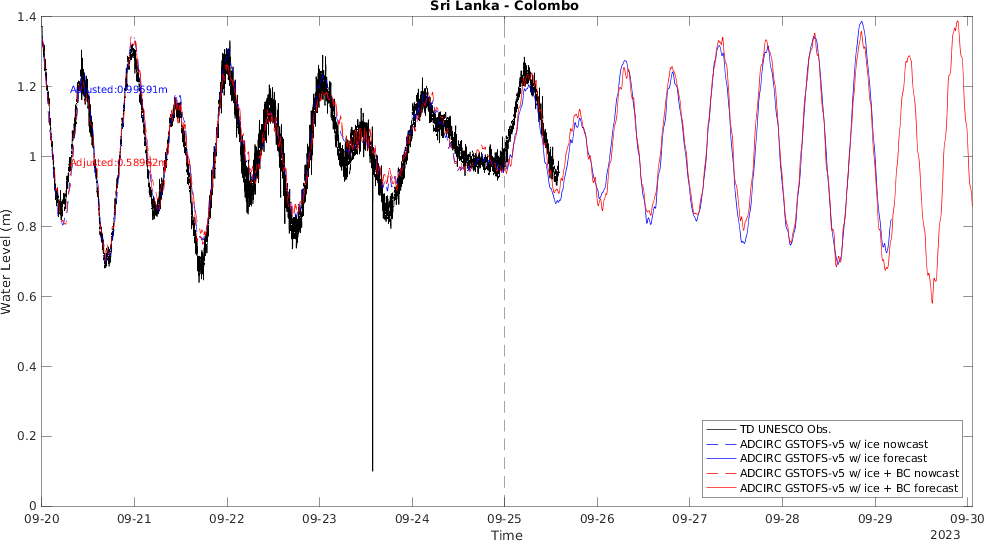 Sri Lanka - Colombo
Water Level (m)
1.4
1.2
1
0.8
0.6
0.4
0.2
0
Adjusted:0.99691m
Adjusted:0.58962m
TD UNESCO Obs.
ADCIRC GSTOFS-v5 w/ ice nowcast
ADCIRC GSTOFS-v5 w/ ice forecast
ADCIRC GSTOFS-v5 w/ ice + BC nowcast
ADCIRC GSTOFS-v5 w/ ice + BC forecast
09-20 09-21 09-22 09-23 09-24 09-25 09-26 09-27 09-28 09-29 09-30
Time
2023